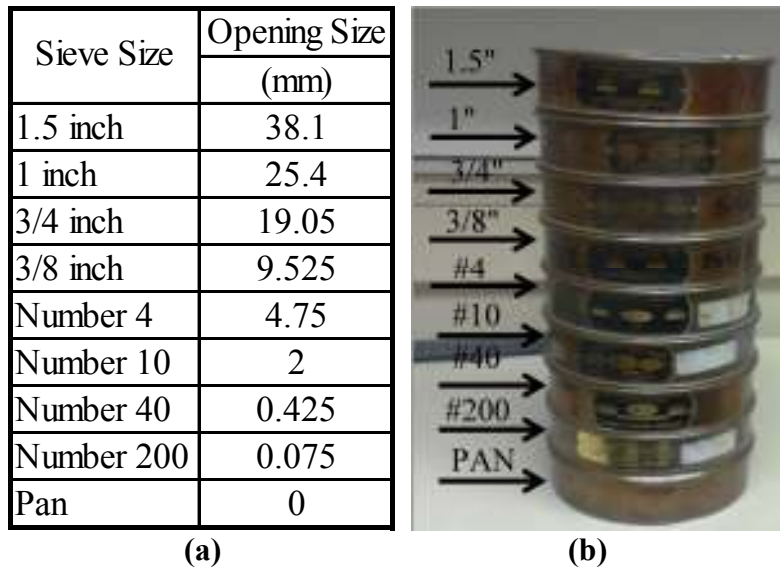 Sieve Size
Opening Size
(mm)
1.5 inch 38.1
1 inch 25.4
3/4 inch 19.05
3/8 inch 9.525
Number 4 4.75
Number 10 2
Number 40 0.425
Number 200 0.075
Pan 0
(a)
1.5"
1"
3/4"
3/8"
#4
#10
#40
#200
PAN
(b)